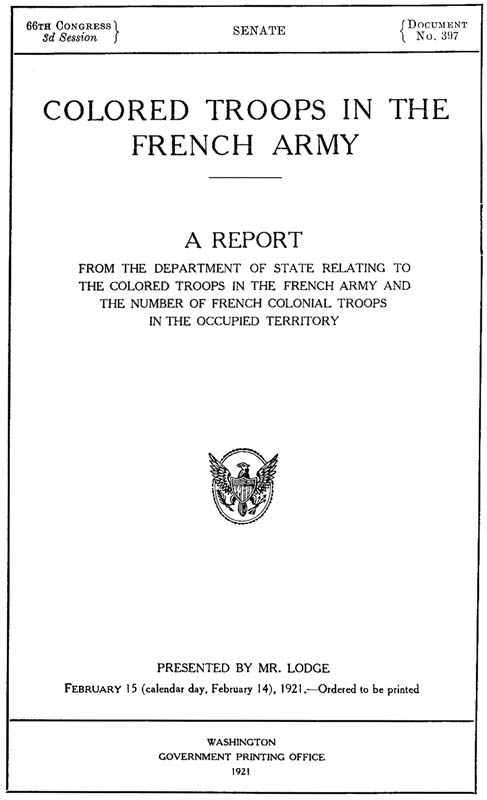 66TH CONGRESS
3d Session
SENATE
DOCUMENT
No. 397
COLORED TROOPS IN THE
FRENCH ARMY
A REPORT
FROM THE DEPARTMENT OF STATE RELATING TO
THE COLORED TROOPS IN THE FRENCH ARMY AND
THE NUMBER OF FRENCH COLONIAL TROOPS
IN THE OCCUPIED TERRITORY
PRESENTED BY MR. LODGE
FEBRUARY 15 (calendar day, February 14), 1921.—Ordered to be printed
WASHINGTON
GOVERNMENT PRINTING OFFICE
1921